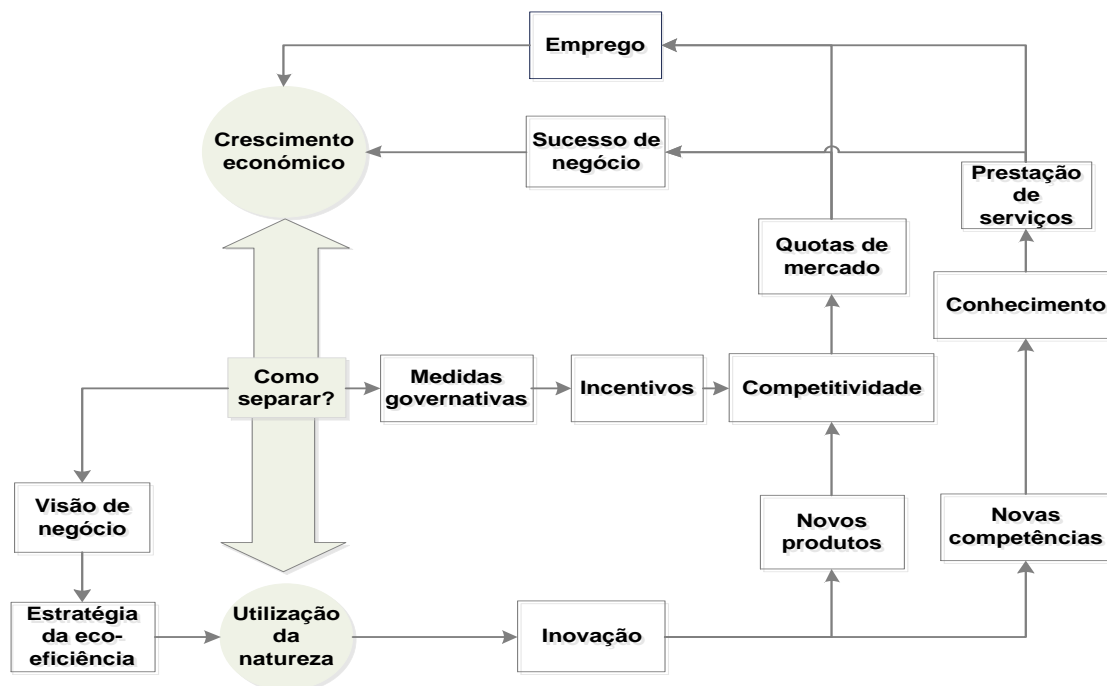 Emprego
Crescimento
económico
Sucesso de
negócio
Prestação
de
serviços
Quotas de
mercado
Conhecimento
Como
separar?
Medidas
governativas
Incentivos
Competitividade
Visão de
negócio
Novos
produtos
Novas
competências
Estratégia
da eco-
eficiência
Utilização
da
natureza
Inovação